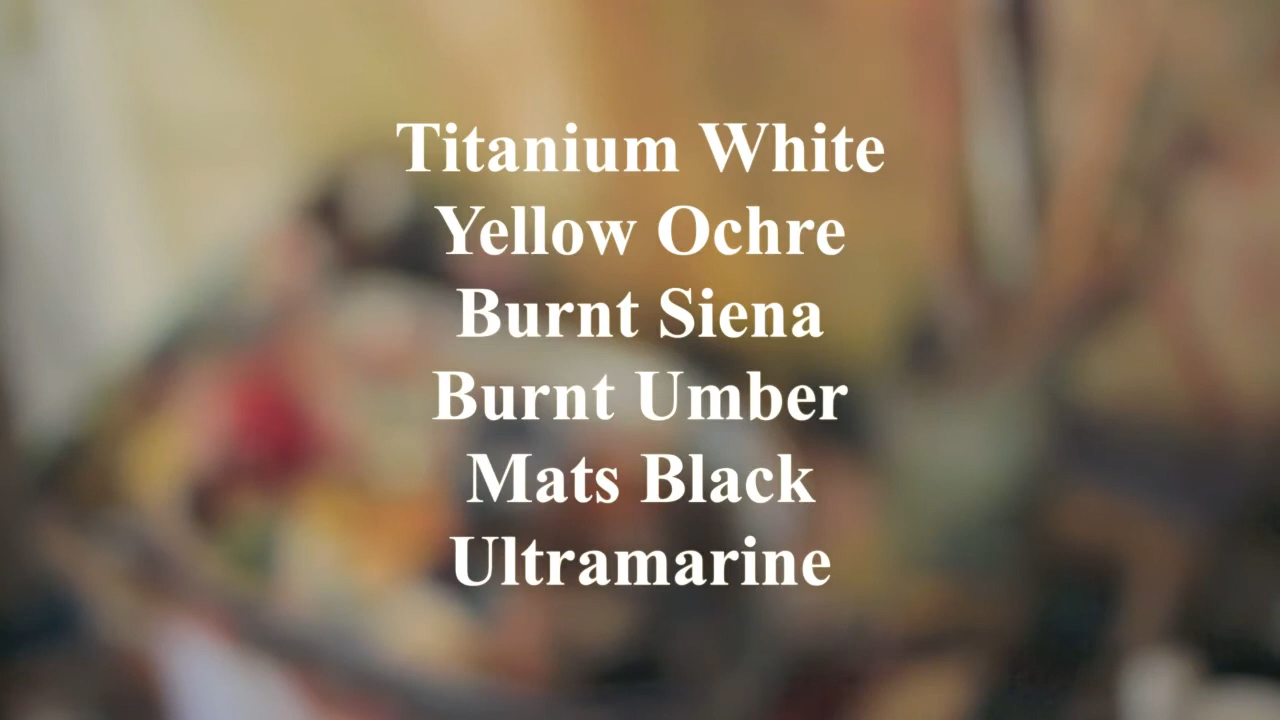 Titanium White
Yellow Ochre
Burnt Siena
Burnt Umber
Mats Black
Ultramarine